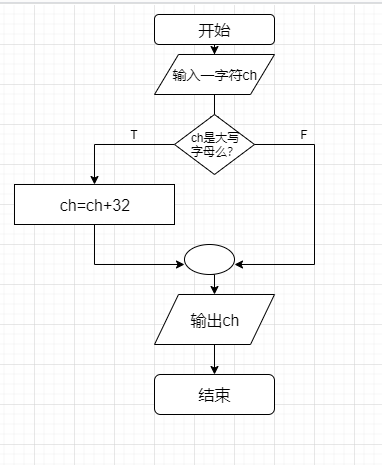 开始
输入一字符ch
ch是大写
字母么?
T
F
ch=ch+32
输出ch
结束